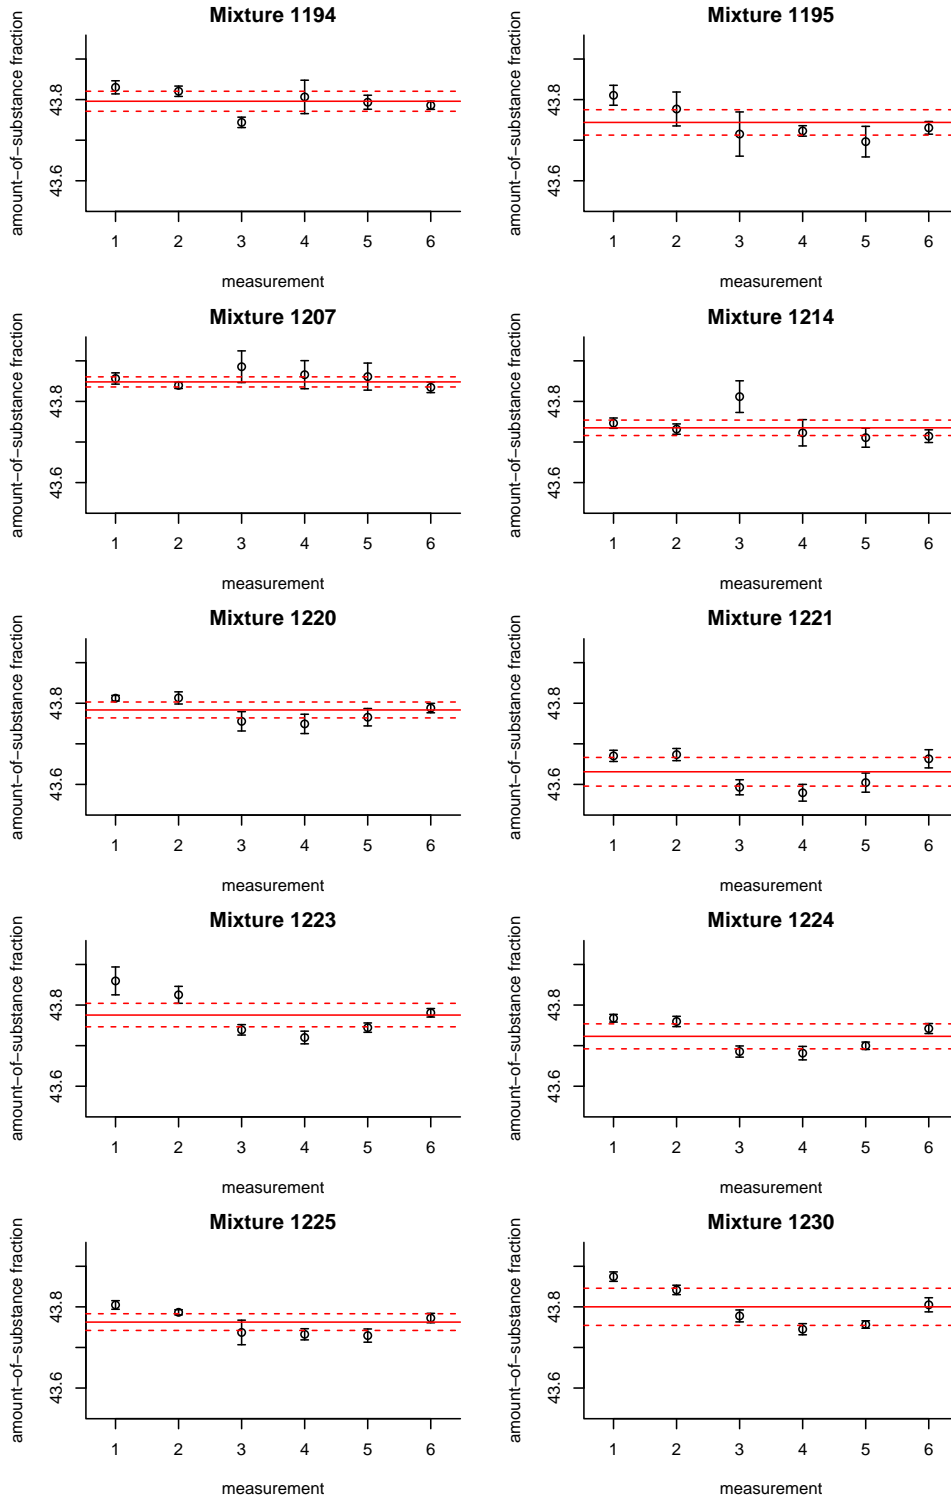 Mixture 1194
amount−of−substance fraction
43.6
43.8
1 2 3 4 5 6
measurement
Mixture 1195
amount−of−substance fraction
43.6
43.8
1 2 3 4 5 6
measurement
Mixture 1207
amount−of−substance fraction
43.6
43.8
1 2 3 4 5 6
measurement
Mixture 1214
amount−of−substance fraction
43.6
43.8
1 2 3 4 5 6
measurement
Mixture 1220
amount−of−substance fraction
43.6
43.8
1 2 3 4 5 6
measurement
Mixture 1221
amount−of−substance fraction
43.6
43.8
1 2 3 4 5 6
measurement
Mixture 1223
amount−of−substance fraction
43.6
43.8
1 2 3 4 5 6
measurement
Mixture 1224
amount−of−substance fraction
43.6
43.8
1 2 3 4 5 6
measurement
Mixture 1225
amount−of−substance fraction
43.6
43.8
1 2 3 4 5 6
measurement
Mixture 1230
amount−of−substance fraction
43.6
43.8
1 2 3 4 5 6
measurement